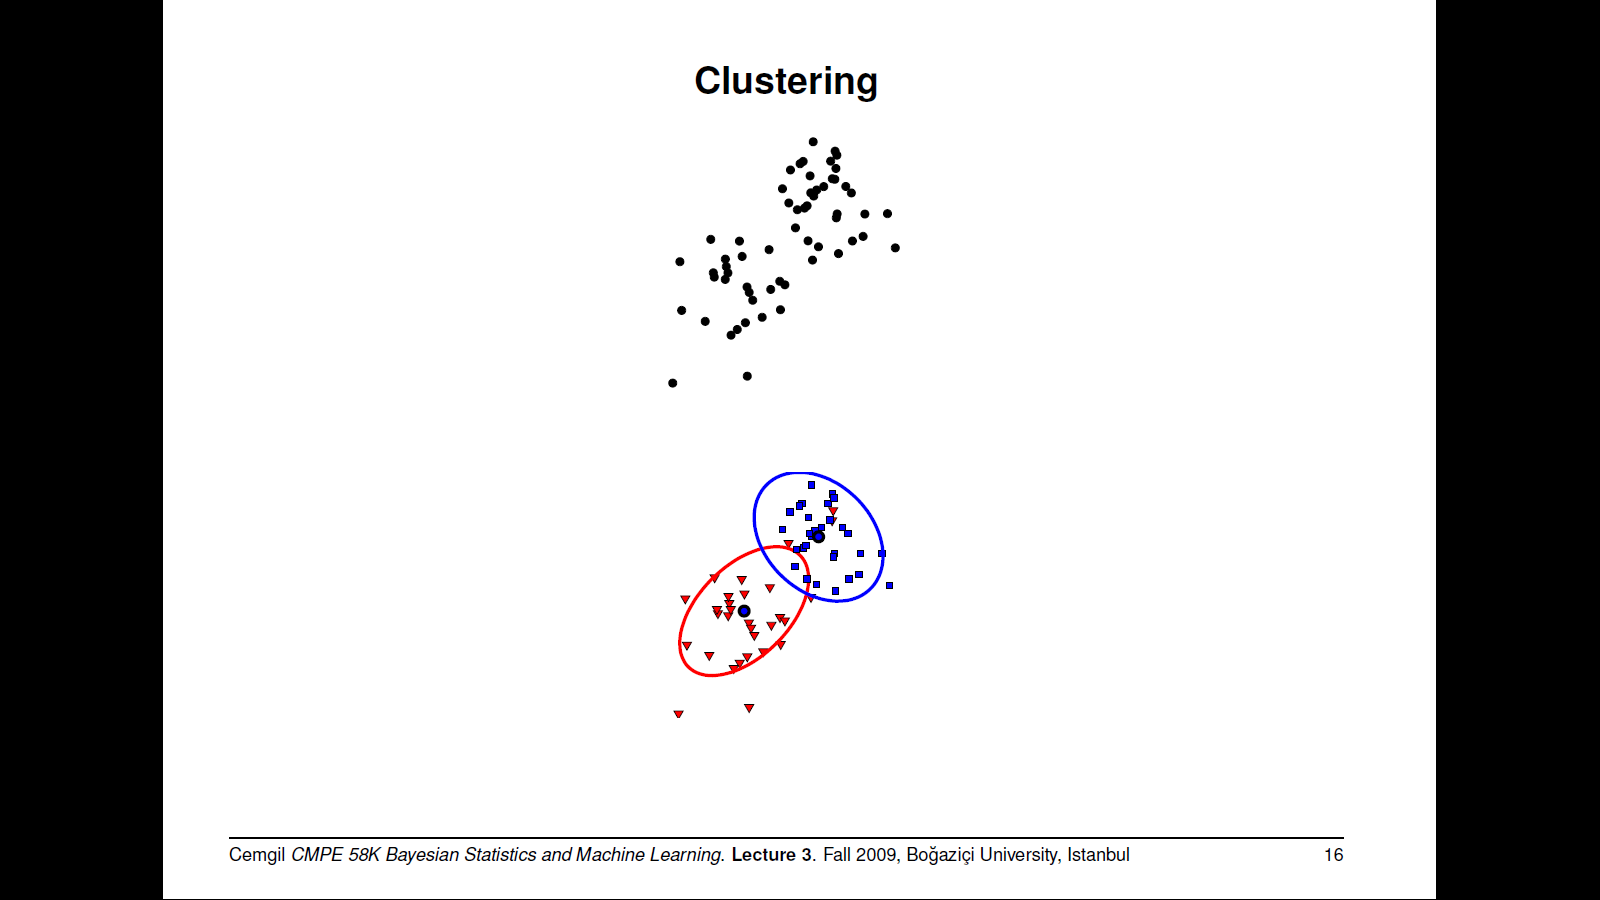 Clustering
Cemgil CMPE 58K Bayesian Statistics and Machine Learning. Lecture 3. Fall 2009, Boğaziçi University, Istanbul 16